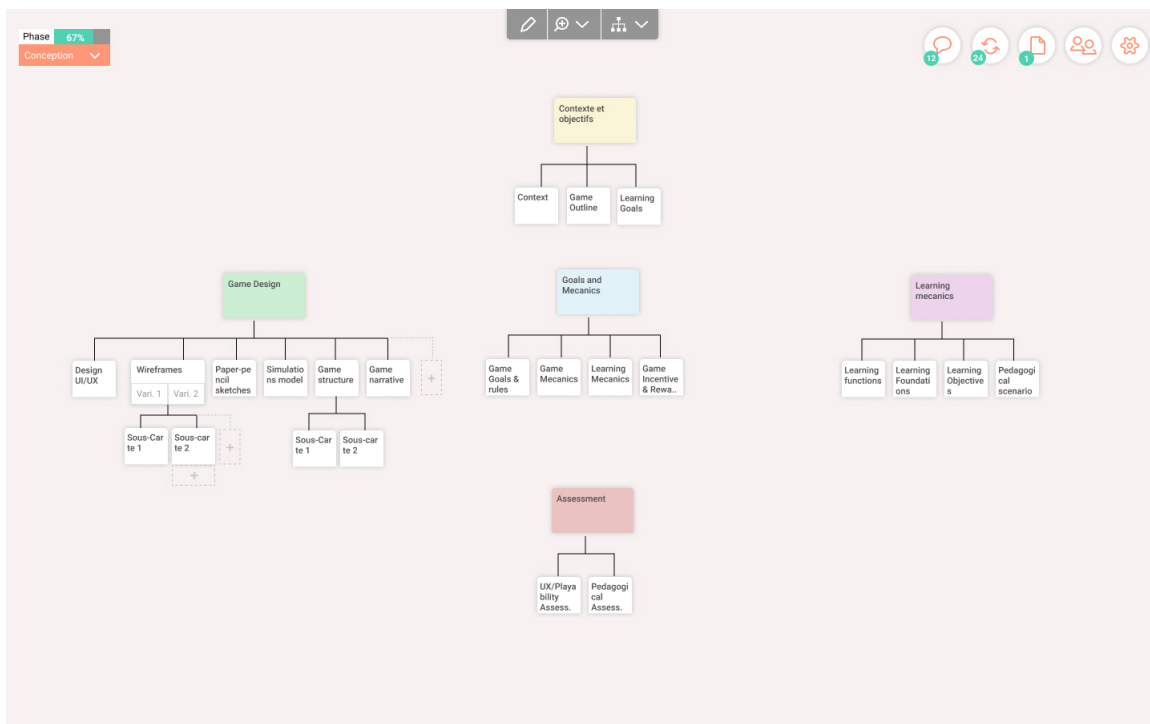 Phase 67%
Conception
12
24
1
Contexte et
objectifs
Context
Game
Outline
Learning
Goals
Game Design
Goals and
Mecanics
Learning
mecanics
Design
UI/UX
Wireframes
Vari. 1 Vari. 2
Paper-pe
ncil
sketches
Simulatio
ns model
Game
structure
Game
narrative
+
Game
Goals &
rules
Game
Mecanics
Learning
Mecanics
Game
Incentive
& Rewa..
Learning
functions
Learning
Foundati
ons
Learning
Objective
s
Pedagogi
cal
scenario
Sous-Car
te 1
Sous-car
te 2
+
+
Sous-Car
te 1
Sous-car
te 2
Assessment
UX/Playa
bility
Assess.
Pedagogi
cal
Assess.